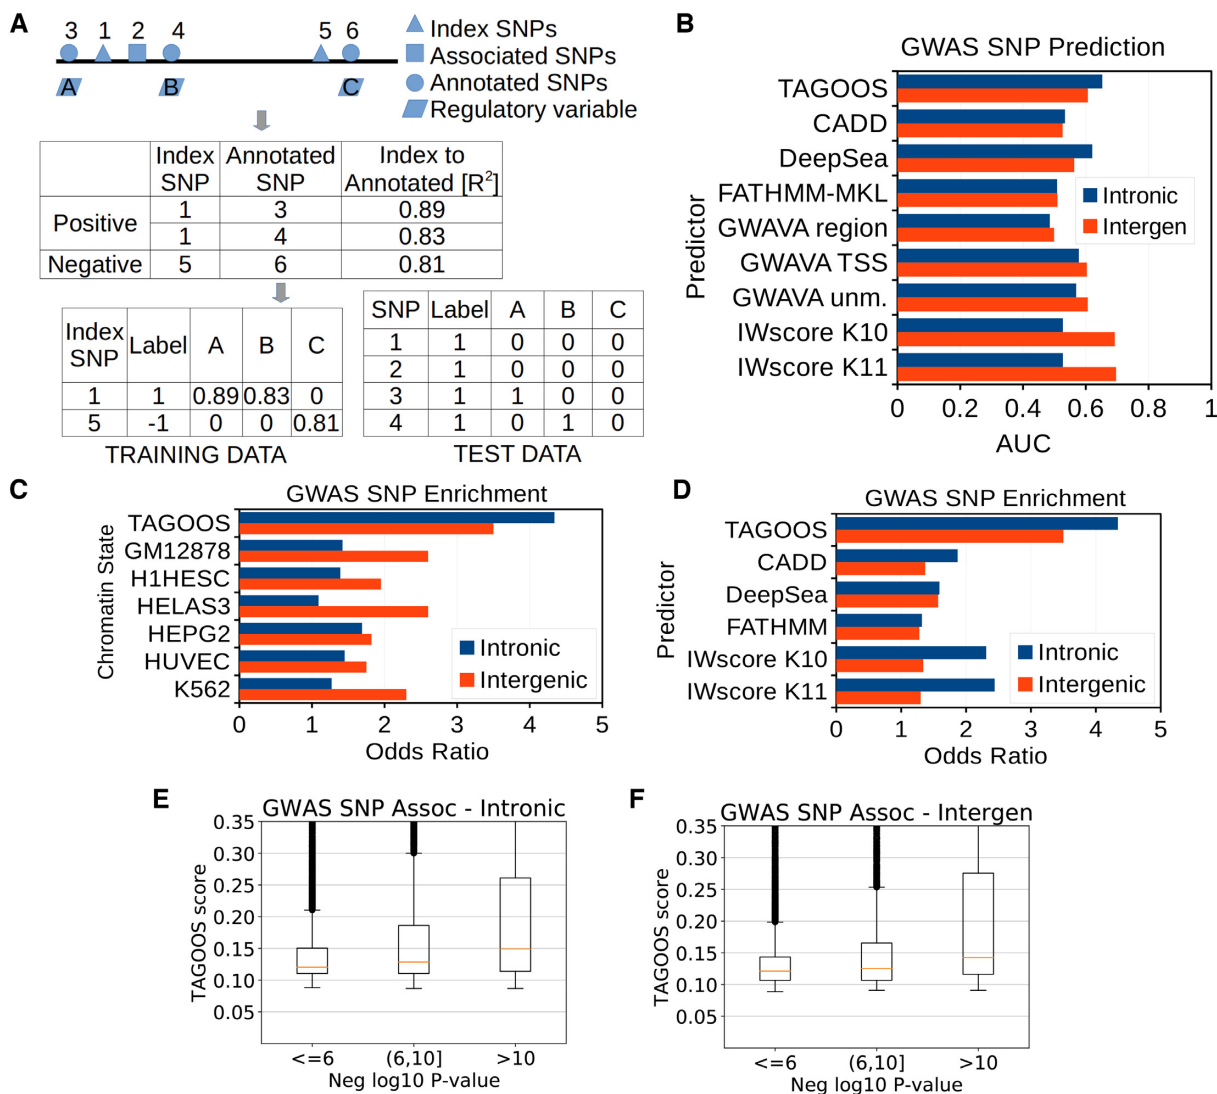 A
3 1 2 4 5 6
Index SNPs
Associated SNPs
Annotated SNPs
Regulatory variable
A B C
Index SNP Annotated SNP Index to Annotated [R²]
Positive 1 3 0.89
1 4 0.83
Negative 5 6 0.81
Index SNP Label A B C
1 1 0.89 0.83 0
5 -1 0 0 0.81
TRAINING DATA
SNP Label A B C
1 1 0 0 0
2 1 0 0 0
3 1 1 0 0
4 1 0 1 0
TEST DATA
B
GWAS SNP Prediction
Predictor
TAGOOS
CADD
DeepSea
FATHMM-MKL
GWAVA region
GWAVA TSS
GWAVA unm.
IWscore K10
IWscore K11
Intronic
Intergen
0 0.2 0.4 0.6 0.8 1
AUC
C
GWAS SNP Enrichment
Chromatin State
TAGOOS
GM12878
H1HESC
HELAS3
HEPG2
HUVEC
K562
Intronic
Intergenic
0 1 2 3 4 5
Odds Ratio
D
GWAS SNP Enrichment
Predictor
TAGOOS
CADD
DeepSea
FATHMM
IWscore K10
IWscore K11
Intronic
Intergenic
0 1 2 3 4 5
Odds Ratio
E
GWAS SNP Assoc - Intronic
TAGOOS score
0.35
0.30
0.25
0.20
0.15
0.10
0.05
<=6 (6,10] >10
Neg log10 P-value
F
GWAS SNP Assoc - Intergen
TAGOOS score
0.35
0.30
0.25
0.20
0.15
0.10
0.05
<=6 (6,10] >10
Neg log10 P-value